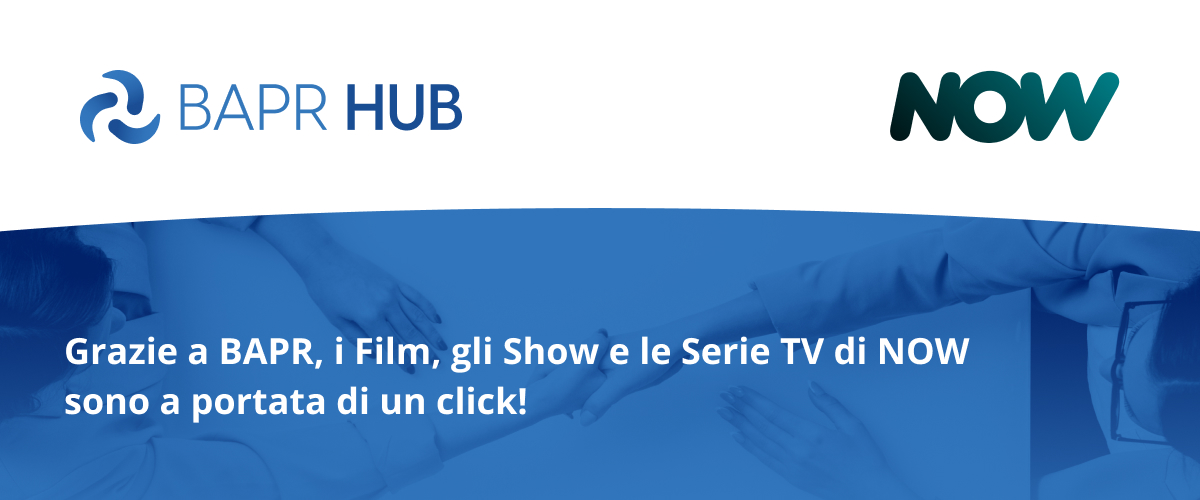 BAPR HUB
NOW
Grazie a BAPR, i Film, gli Show e le Serie TV di NOW
sono a portata di un click!